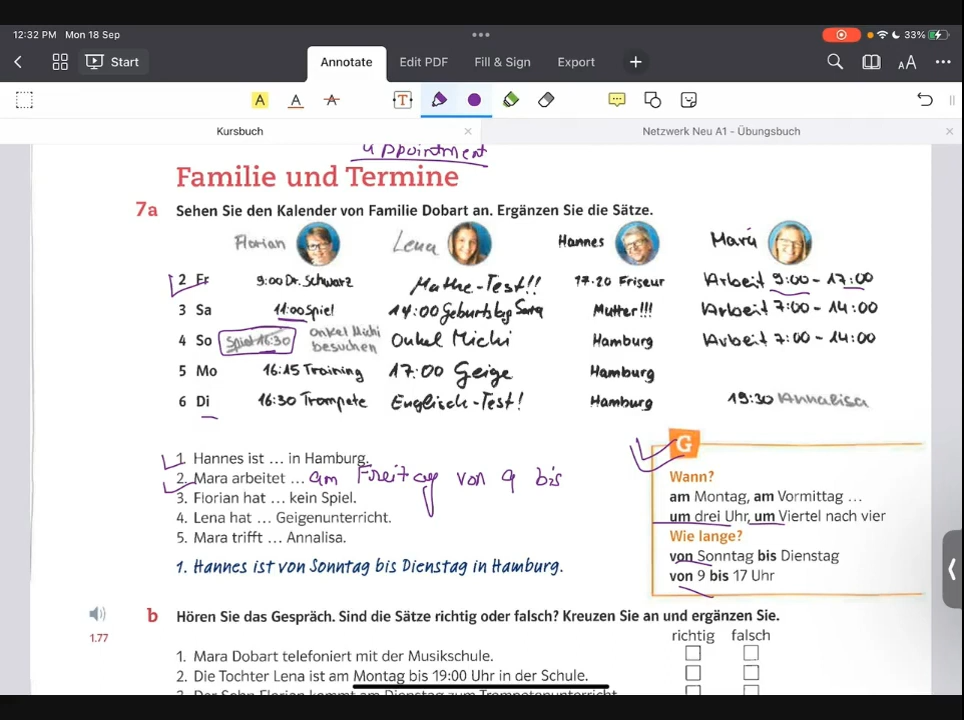 12:32 PM Mon 18 Sep
33%
Start
Annotate
Edit PDF
Fill & Sign
Export
Kursbuch
Netzwerk Neu A1 - Übungsbuch
appointment
Familie und Termine
7a Sehen Sie den Kalender von Familie Dobart an. Ergänzen Sie die Sätze.
Florian Lena Hannes Mara
2 Fr 9:00 Dr. Schwarz Mathe-Test!! 17.20 Friseur Arbeit 9:00 - 17:00
3 Sa 11:00 Spiel 14:00 Geburtstag Mutter!!! Arbeit 7:00 - 14:00
4 So Spiel 16:30 Onkel Michi besuchen Onkel Michi Hamburg Arbeit 7:00 - 14:00
5 Mo 16:15 Training 17:00 Geige Hamburg
6 Di 16:30 Trompete Englisch-Test! Hamburg 19:30 Annalisa
1. Hannes ist ... in Hamburg.
2. Mara arbeitet ... am Freitag von 9 bis
3. Florian hat ... kein Spiel.
4. Lena hat ... Geigenunterricht.
5. Mara trifft ... Annalisa.
1. Hannes ist von Sonntag bis Dienstag in Hamburg.
G
Wann?
am Montag, am Vormittag ...
um drei Uhr, um Viertel nach vier
Wie lange?
von Sonntag bis Dienstag
von 9 bis 17 Uhr
1.77
b Hören Sie das Gespräch. Sind die Sätze richtig oder falsch? Kreuzen Sie an und ergänzen Sie.
richtig falsch
1. Mara Dobart telefoniert mit der Musikschule.
2. Die Tochter Lena ist am Montag bis 19:00 Uhr in der Schule.
3. Der Sohn Florian kommt am Dienstag zum Trompetenunterricht.